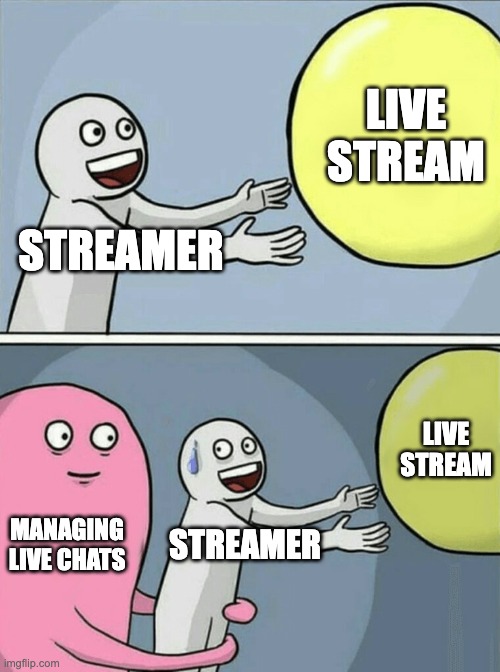 LIVE
STREAM
STREAMER
LIVE
STREAM
MANAGING
LIVE CHATS
STREAMER
imgflip.com